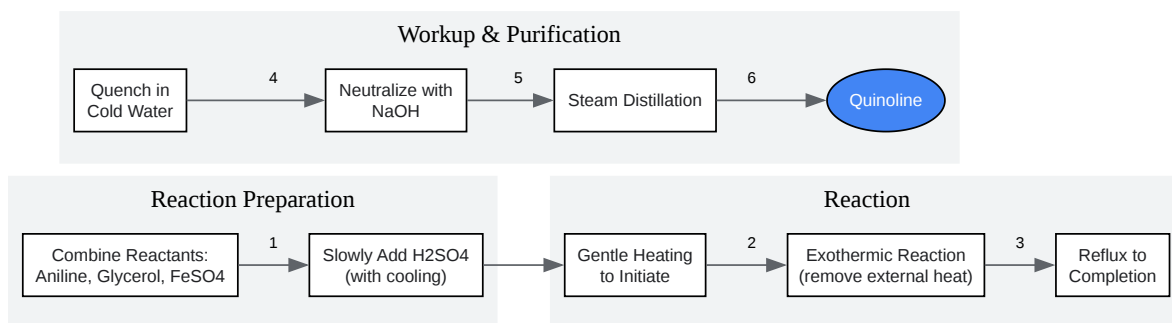 Workup & Purification
Quench in
Cold Water
4
Neutralize with
NaOH
5
Steam Distillation
6
Quinoline
Reaction Preparation
Combine Reactants:
Aniline, Glycerol, FeSO4
1
Slowly Add H2SO4
(with cooling)
Reaction
Gentle Heating
to Initiate
2
Exothermic Reaction
(remove external heat)
3
Reflux to
Completion